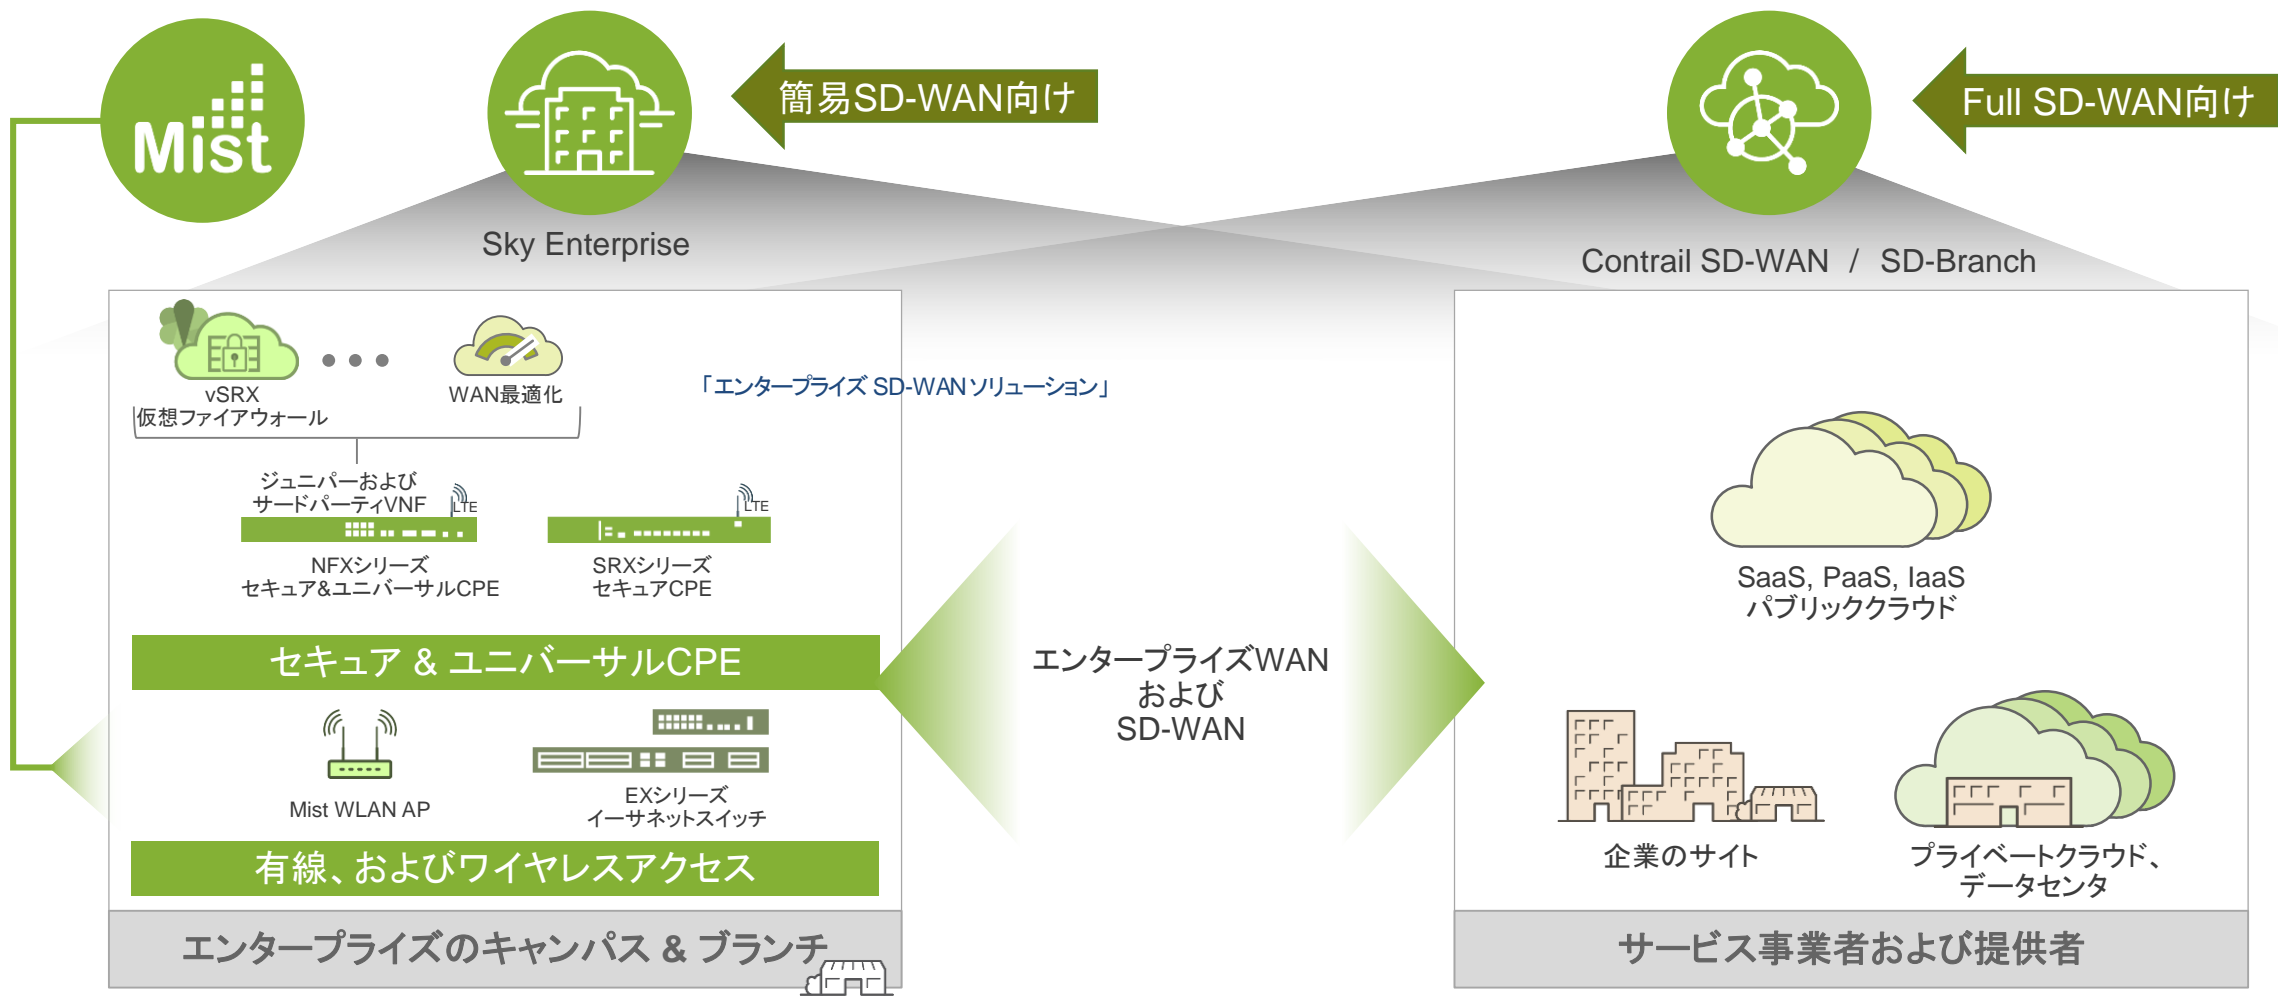 Mist
簡易SD-WAN向け
Full SD-WAN向け
Sky Enterprise
Contrail SD-WAN / SD-Branch
vSRX
仮想ファイアウォール
WAN最適化
「エンタープライズ SD-WAN ソリューション」
ジュニパーおよび
サードパーティVNF
LTE
LTE
NFXシリーズ
セキュア&ユニバーサルCPE
SRXシリーズ
セキュアCPE
セキュア & ユニバーサルCPE
Mist WLAN AP
EXシリーズ
イーサネットスイッチ
有線、およびワイヤレスアクセス
エンタープライズのキャンパス & ブランチ
エンタープライズWAN
および
SD-WAN
SaaS, PaaS, IaaS
パブリッククラウド
企業のサイト
プライベートクラウド、
データセンタ
サービス事業者および提供者